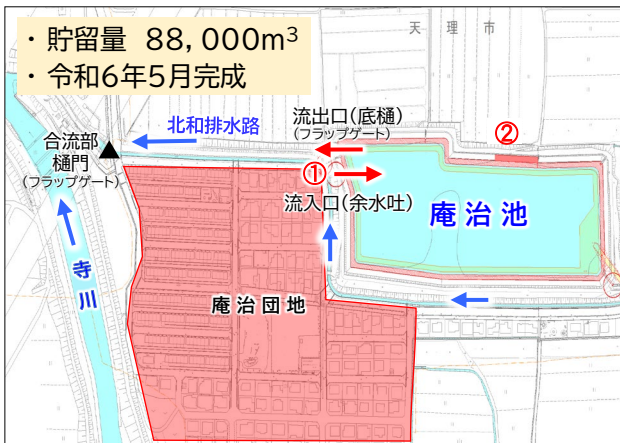 ・貯留量 88,000m³
・令和6年5月完成
天理市
合流部
樋門
(フラップゲート)
北和排水路
流出口(底樋)
(フラップゲート)
①
②
流入口(余水吐)
庵治池
寺川
庵治団地